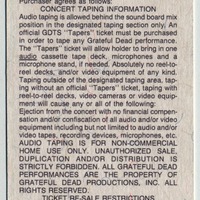 Purchaser agrees as follows:
CONCERT TAPING INFORMATION
Audio taping is allowed behind the sound board mix
position in the designated taping section only! An
official GDTS "Tapers" ticket must be purchased
in order to tape any Grateful Dead performance.
The "Tapers" ticket will allow holder to bring in one
audio cassette tape deck, microphones and a
microphone stand, if needed. Absolutely no reel-to-
reel decks, and/or video equipment of any kind.
Taping outside of the designated taping area, tap-
ing without an official "Tapers" ticket, taping with
reel-to-reel decks, video cameras or video equip-
ment will cause any or all of the following:
Ejection from the concert with no financial compen-
sation and/or confiscation of all audio and/or video
equipment including but not limited to audio and/or
video tapes, recording devices, microphones, etc.
AUDIO TAPING IS FOR NON-COMMERCIAL
HOME USE ONLY. UNAUTHORIZED SALE,
DUPLICATION AND/OR DISTRIBUTION IS
STRICTLY FORBIDDEN. ALL GRATEFUL DEAD
PERFORMANCES ARE THE PROPERTY OF
GRATEFUL DEAD PRODUCTIONS, INC. ALL
RIGHTS RESERVED.
TICKET RE-SALE RESTRICTIONS